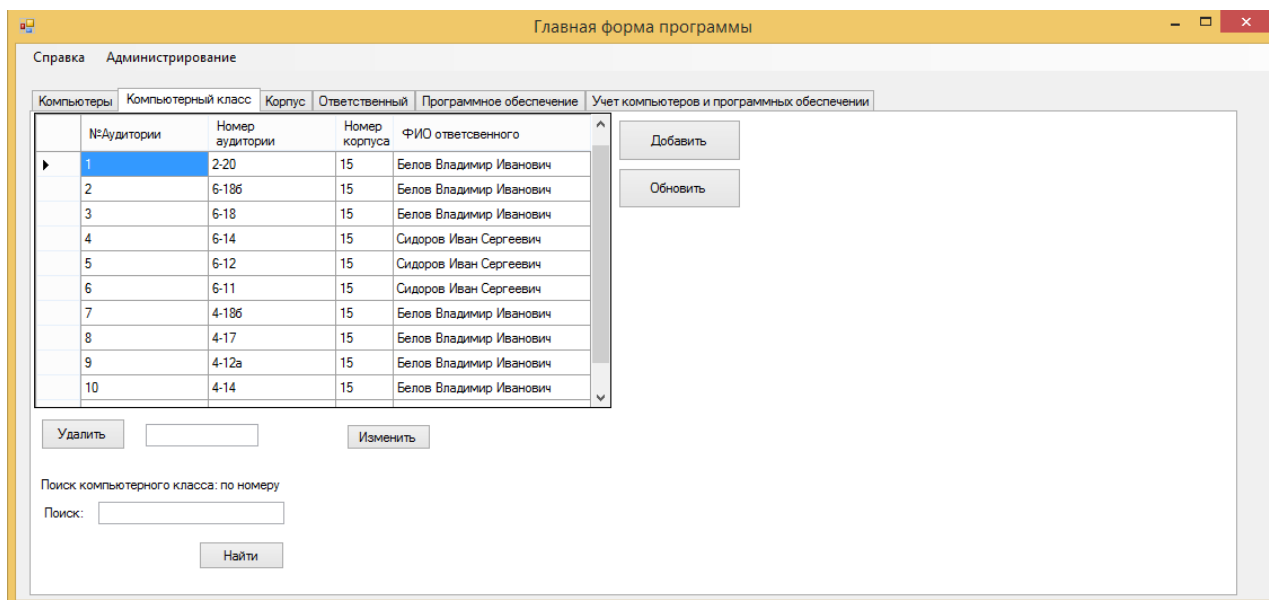 Главная форма программы
Справка Администрирование
Компьютеры Компьютерный класс Корпус Ответственный Программное обеспечение Учет компьютеров и программных обеспечении
№Аудитории Номер аудитории Номер корпуса ФИО ответсвенного
1 2-20 15 Белов Владимир Иванович
2 6-18б 15 Белов Владимир Иванович
3 6-18 15 Белов Владимир Иванович
4 6-14 15 Сидоров Иван Сергеевич
5 6-12 15 Сидоров Иван Сергеевич
6 6-11 15 Сидоров Иван Сергеевич
7 4-18б 15 Белов Владимир Иванович
8 4-17 15 Белов Владимир Иванович
9 4-12а 15 Белов Владимир Иванович
10 4-14 15 Белов Владимир Иванович
Добавить
Обновить
Удалить Изменить
Поиск компьютерного класса: по номеру
Поиск:
Найти